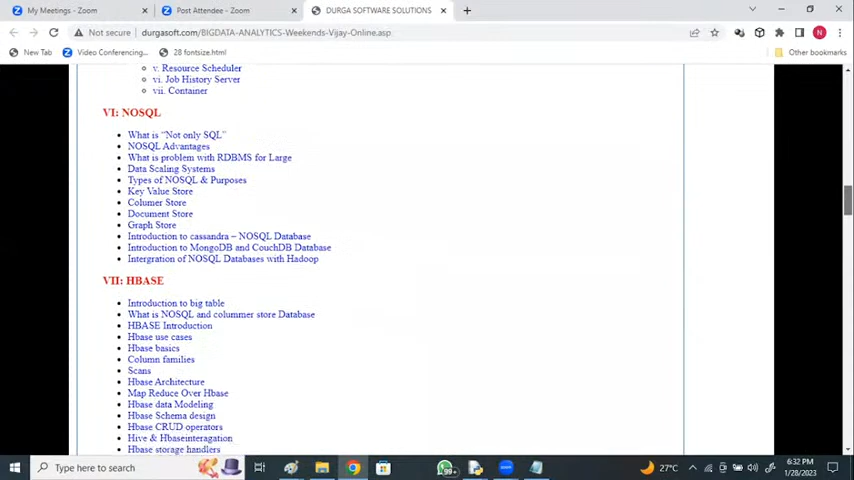 My Meetings - Zoom
Post Attendee - Zoom
DURGA SOFTWARE SOLUTIONS
Not secure
durgasoft.com/BIGDATA-ANALYTICS-Weekends-Vijay-Online.asp
N
New Tab
Video Conferencing...
28 fontsize.html
Other bookmarks
v. Resource Scheduler
vi. Job History Server
vii. Container
VI: NOSQL
What is “Not only SQL”
NOSQL Advantages
What is problem with RDBMS for Large
Data Scaling Systems
Types of NOSQL & Purposes
Key Value Store
Columer Store
Document Store
Graph Store
Introduction to cassandra – NOSQL Database
Introduction to MongoDB and CouchDB Database
Intergration of NOSQL Databases with Hadoop
VII: HBASE
Introduction to big table
What is NOSQL and colummer store Database
HBASE Introduction
Hbase use cases
Hbase basics
Column families
Scans
Hbase Architecture
Map Reduce Over Hbase
Hbase data Modeling
Hbase Schema design
Hbase CRUD operators
Hive & Hbaseinteragation
Hbase storage handlers
Type here to search
99+
27°C
6:32 PM
1/28/2023